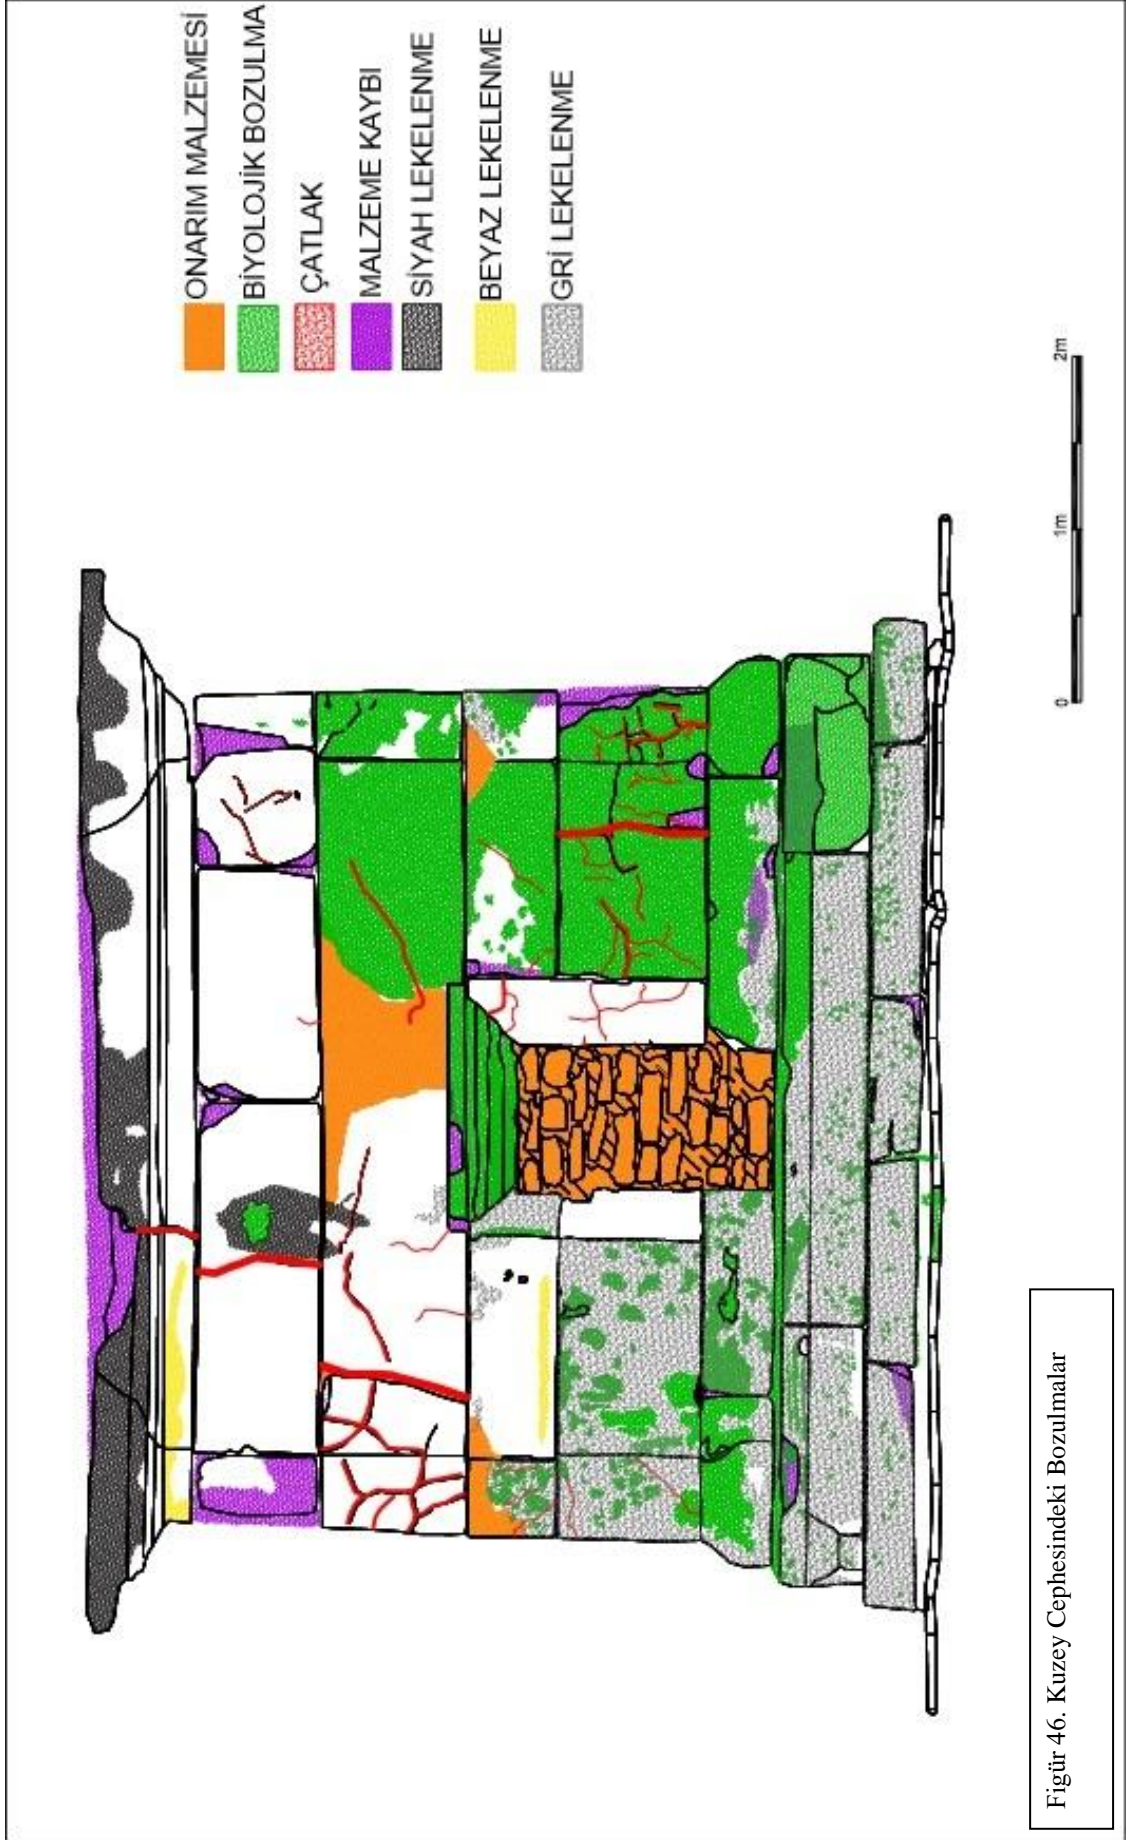 ONARIM MALZEMESİ
BİYOLOJİK BOZULMA
ÇATLAK
MALZEME KAYBI
SİYAH LEKELENME
BEYAZ LEKELENME
GRİ LEKELENME
0 1m 2m
Figür 46. Kuzey Cephesindeki Bozulmalar